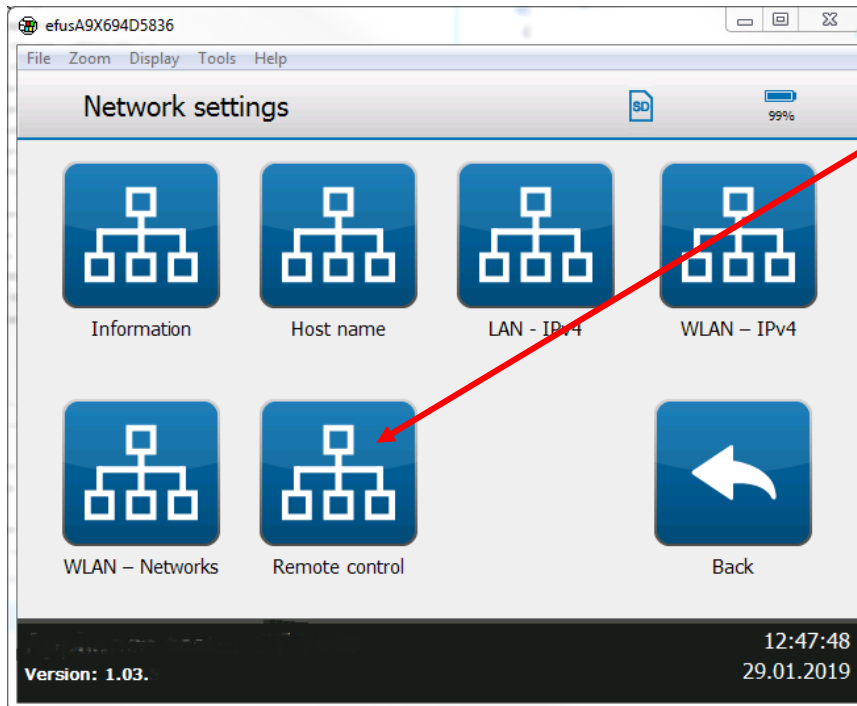 efusA9X694D5836
File Zoom Display Tools Help
Network settings
SD
99%
Information Host name LAN - IPv4 WLAN – IPv4
WLAN – Networks Remote control Back
12:47:48
Version: 1.03.
29.01.2019